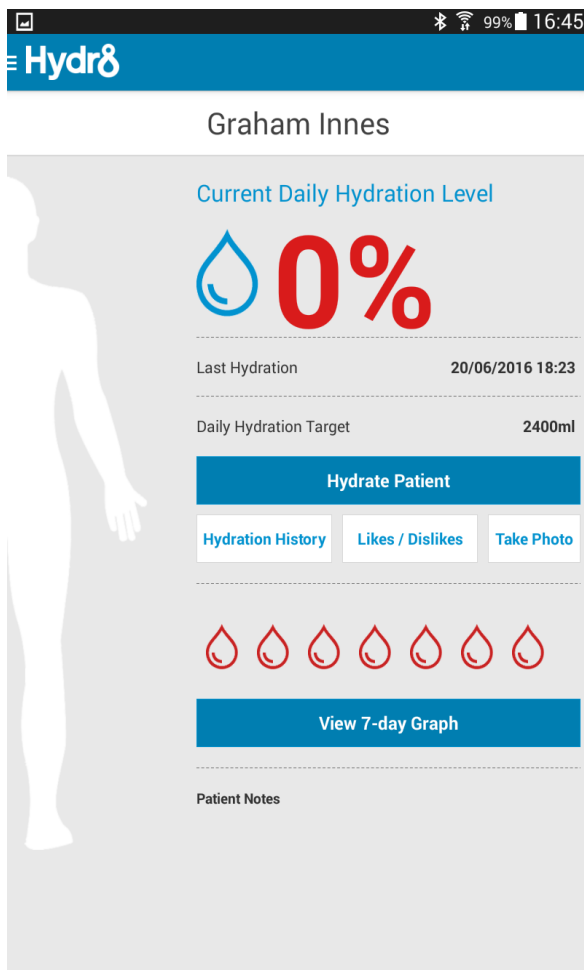 99% 16:45
Hydr8
Graham Innes
Current Daily Hydration Level
0%
Last Hydration 20/06/2016 18:23
Daily Hydration Target 2400ml
Hydrate Patient
Hydration History Likes / Dislikes Take Photo
View 7-day Graph
Patient Notes